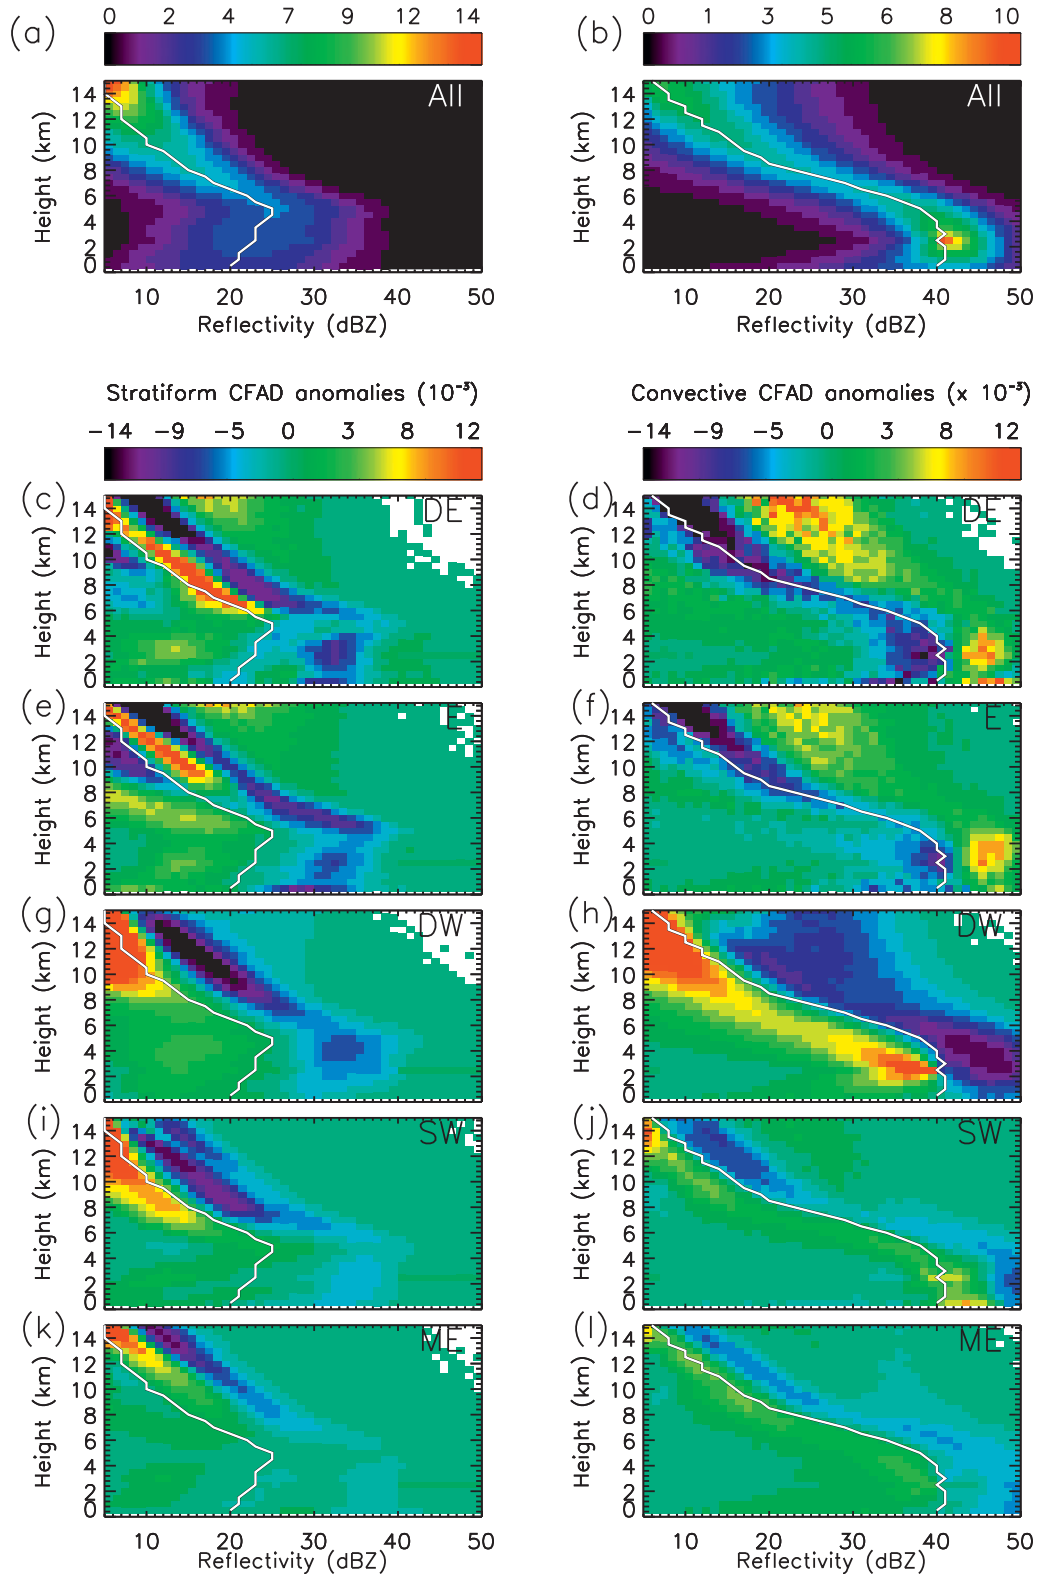 (a)
0 2 4 7 9 12 14
All
Height (km)
14
12
10
8
6
4
2
0
10 20 30 40 50
Reflectivity (dBZ)
(b)
0 1 3 5 6 8 10
All
Height (km)
14
12
10
8
6
4
2
0
10 20 30 40 50
Reflectivity (dBZ)
Stratiform CFAD anomalies (10⁻³)
−14 −9 −5 0 3 8 12
Convective CFAD anomalies (x 10⁻³)
−14 −9 −5 0 3 8 12
(c)
DE
Height (km)
14
12
10
8
6
4
2
0
(d)
DE
Height (km)
14
12
10
8
6
4
2
0
(e)
E
Height (km)
14
12
10
8
6
4
2
0
(f)
E
Height (km)
14
12
10
8
6
4
2
0
(g)
DW
Height (km)
14
12
10
8
6
4
2
0
(h)
DW
Height (km)
14
12
10
8
6
4
2
0
(i)
SW
Height (km)
14
12
10
8
6
4
2
0
(j)
SW
Height (km)
14
12
10
8
6
4
2
0
(k)
ME
Height (km)
14
12
10
8
6
4
2
0
10 20 30 40 50
Reflectivity (dBZ)
(l)
ME
Height (km)
14
12
10
8
6
4
2
0
10 20 30 40 50
Reflectivity (dBZ)